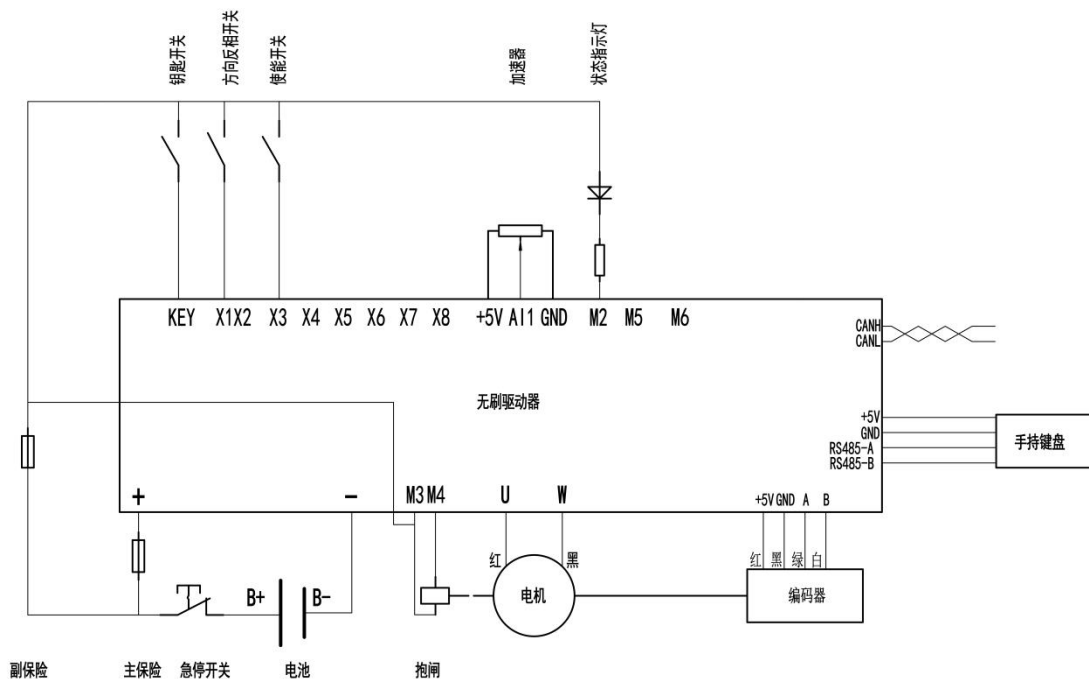 钥匙开关 方向反相开关 使能开关 加速器 状态指示灯
KEY X1X2 X3 X4 X5 X6 X7 X8 +5V AI1 GND M2 M5 M6
CANH
CANL
无刷驱动器
+5V
GND
RS485-A
RS485-B
手持键盘
+ - M3 M4 U W +5V GND A B
红 黑 红 黑 绿 白
B+ B- 电机 编码器
副保险 主保险 急停开关 电池 抱闸